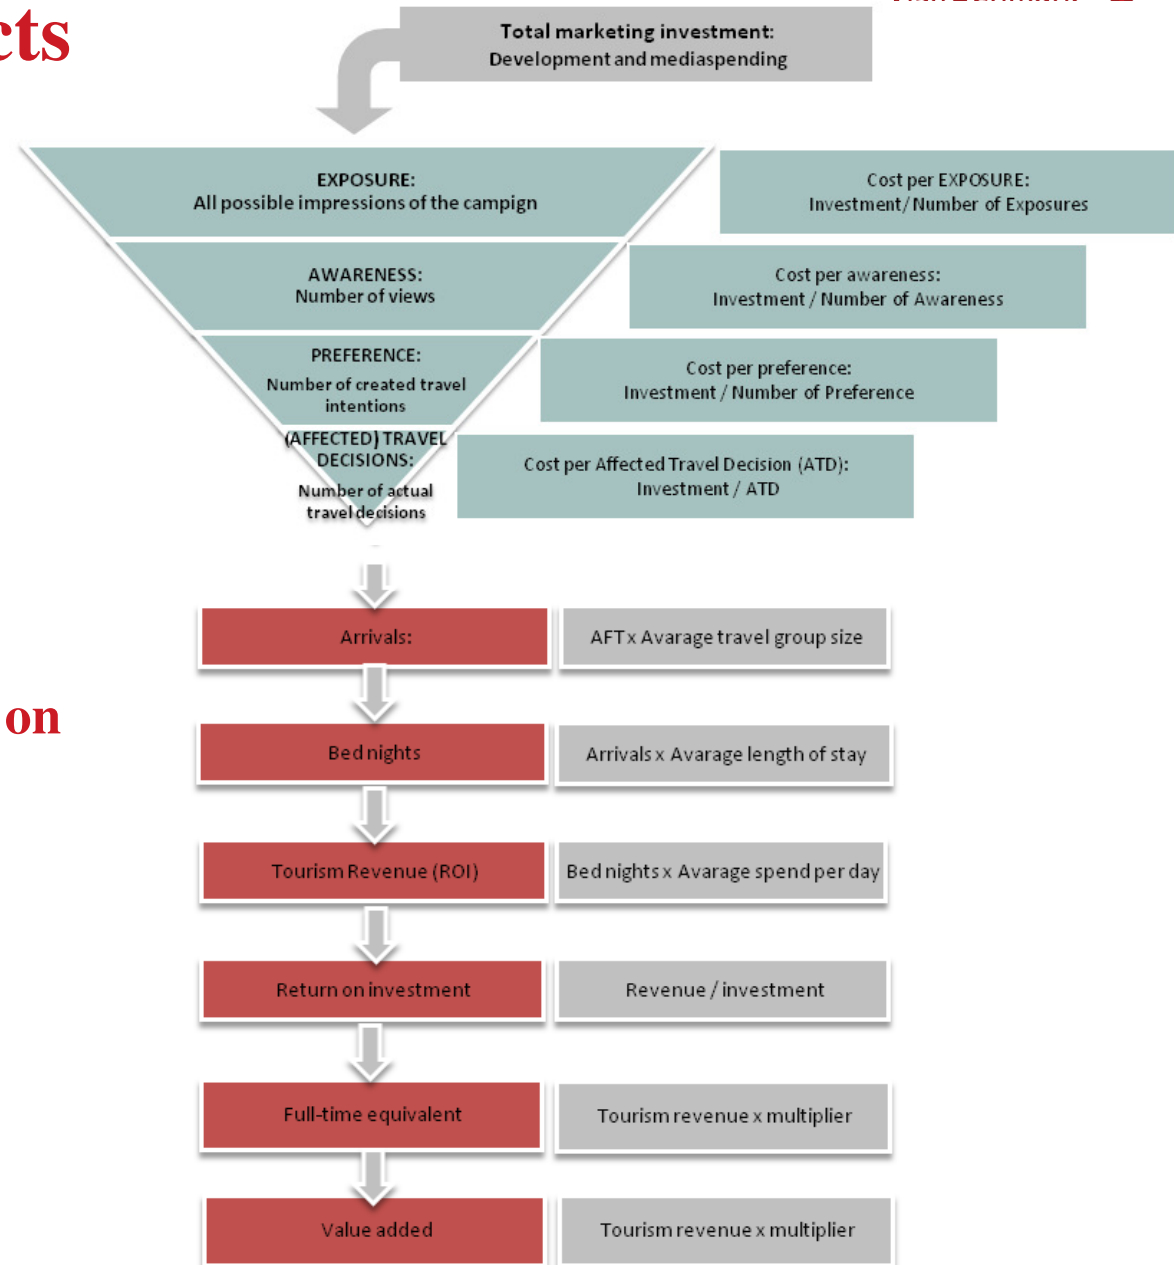 cts
Total marketing investment:
Development and mediaspending
EXPOSURE:
All possible impressions of the campign
Cost per EXPOSURE:
Investment/ Number of Exposures
AWARENESS:
Number of views
Cost per awareness:
Investment / Number of Awareness
PREFERENCE:
Number of created travel
intentions
Cost per preference:
Investment / Number of Preference
(AFFECTED) TRAVEL
DECISIONS:
Number of actual
travel decisions
Cost per Affected Travel Decision (ATD):
Investment / ATD
Arrivals:
AFT x Avarage travel group size
on
Bed nights
Arrivals x Avarage length of stay
Tourism Revenue (ROI)
Bed nights x Avarage spend per day
Return on investment
Revenue / investment
Full-time equivalent
Tourism revenue x multiplier
Value added
Tourism revenue x multiplier